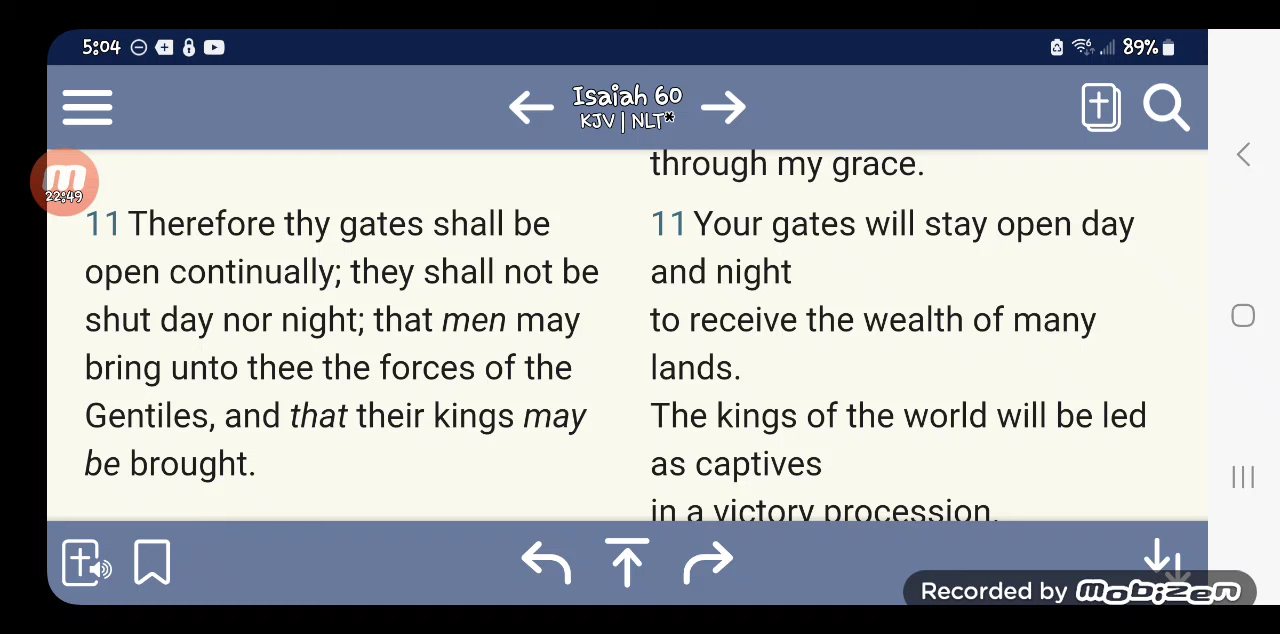 5:04
89%
Isaiah 60
KJV | NLT*
22:49
11 Therefore thy gates shall be
open continually; they shall not be
shut day nor night; that men may
bring unto thee the forces of the
Gentiles, and that their kings may
be brought.
through my grace.
11 Your gates will stay open day
and night
to receive the wealth of many
lands.
The kings of the world will be led
as captives
in a victory procession.
Recorded by mobizen